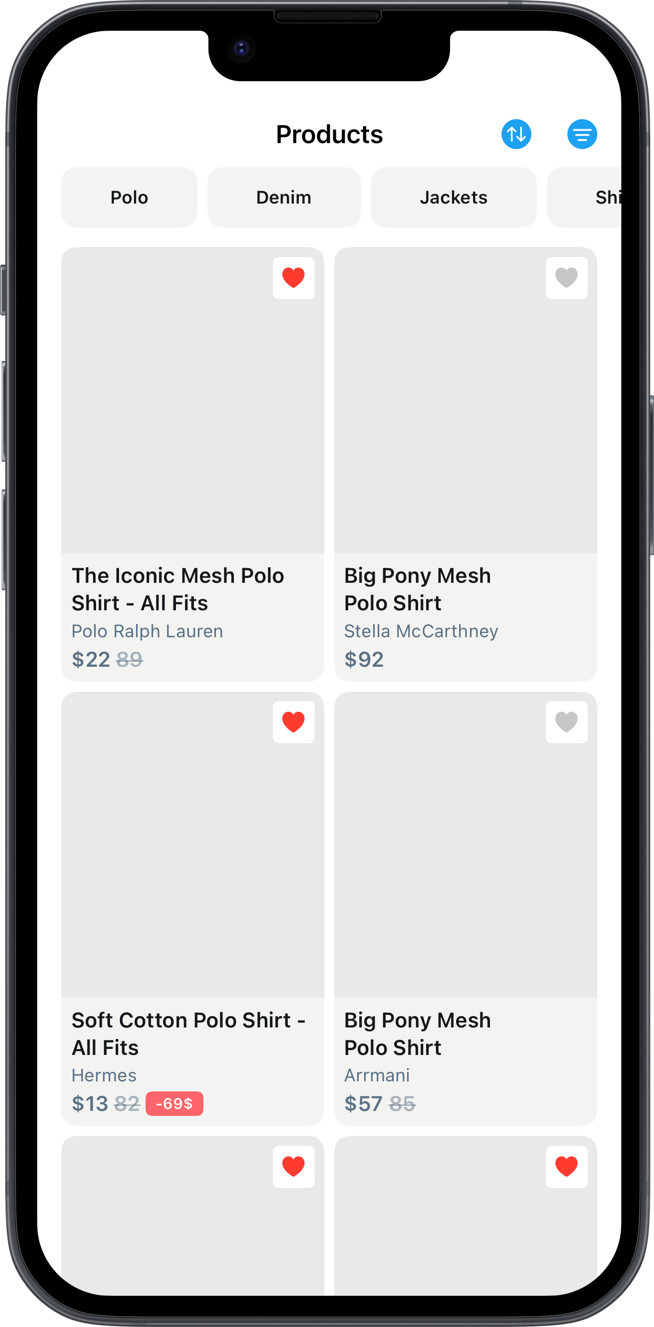 Products
Polo
Denim
Jackets
Shi
The Iconic Mesh Polo
Shirt - All Fits
Polo Ralph Lauren
$22 89
Big Pony Mesh
Polo Shirt
Stella McCarthney
$92
Soft Cotton Polo Shirt -
All Fits
Hermes
$13 82 -69$
Big Pony Mesh
Polo Shirt
Arrmani
$57 85